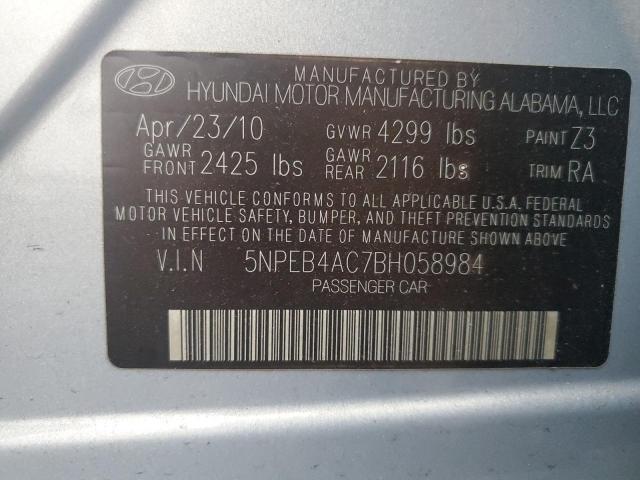 MANUFACTURED BY
HYUNDAI MOTOR MANUFACTURING ALABAMA, LLC
Apr/23/10 GVWR 4299 lbs PAINT Z3
GAWR FRONT 2425 lbs GAWR REAR 2116 lbs TRIM RA
THIS VEHICLE CONFORMS TO ALL APPLICABLE U.S.A. FEDERAL
MOTOR VEHICLE SAFETY, BUMPER, AND THEFT PREVENTION STANDARDS
IN EFFECT ON THE DATE OF MANUFACTURE SHOWN ABOVE
V.I.N 5NPEB4AC7BH058984
PASSENGER CAR